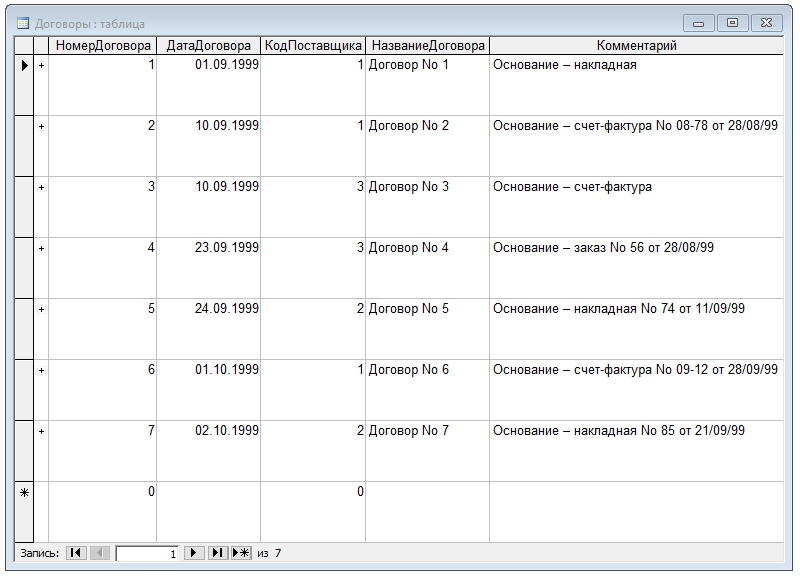 Договоры : таблица
НомерДоговора ДатаДоговора КодПоставщика НазваниеДоговора Комментарий
+ 1 01.09.1999 1 Договор No 1 Основание – накладная
+ 2 10.09.1999 1 Договор No 2 Основание – счет-фактура No 08-78 от 28/08/99
+ 3 10.09.1999 3 Договор No 3 Основание – счет-фактура
+ 4 23.09.1999 3 Договор No 4 Основание – заказ No 56 от 28/08/99
+ 5 24.09.1999 2 Договор No 5 Основание – накладная No 74 от 11/09/99
+ 6 01.10.1999 1 Договор No 6 Основание – счет-фактура No 09-12 от 28/09/99
+ 7 02.10.1999 2 Договор No 7 Основание – накладная No 85 от 21/09/99
0 0
Запись: 1 из 7